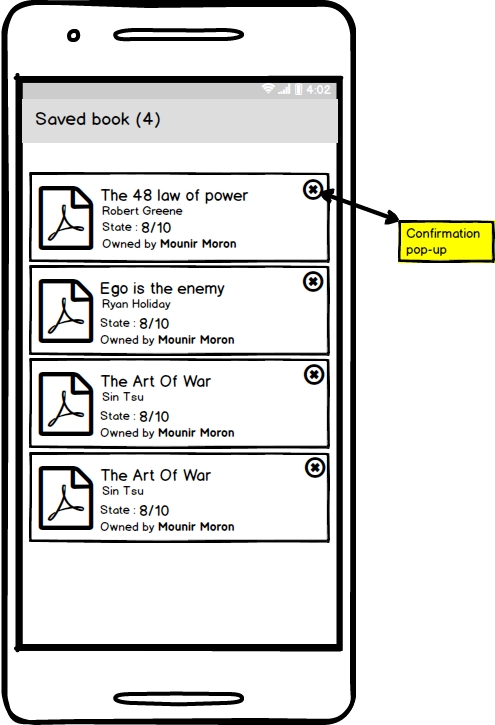 4:02
Saved book (4)
The 48 law of power
Robert Greene
State : 8/10
Owned by Mounir Moron
Confirmation
pop-up
Ego is the enemy
Ryan Holiday
State : 8/10
Owned by Mounir Moron
The Art Of War
Sin Tsu
State : 8/10
Owned by Mounir Moron
The Art Of War
Sin Tsu
State : 8/10
Owned by Mounir Moron